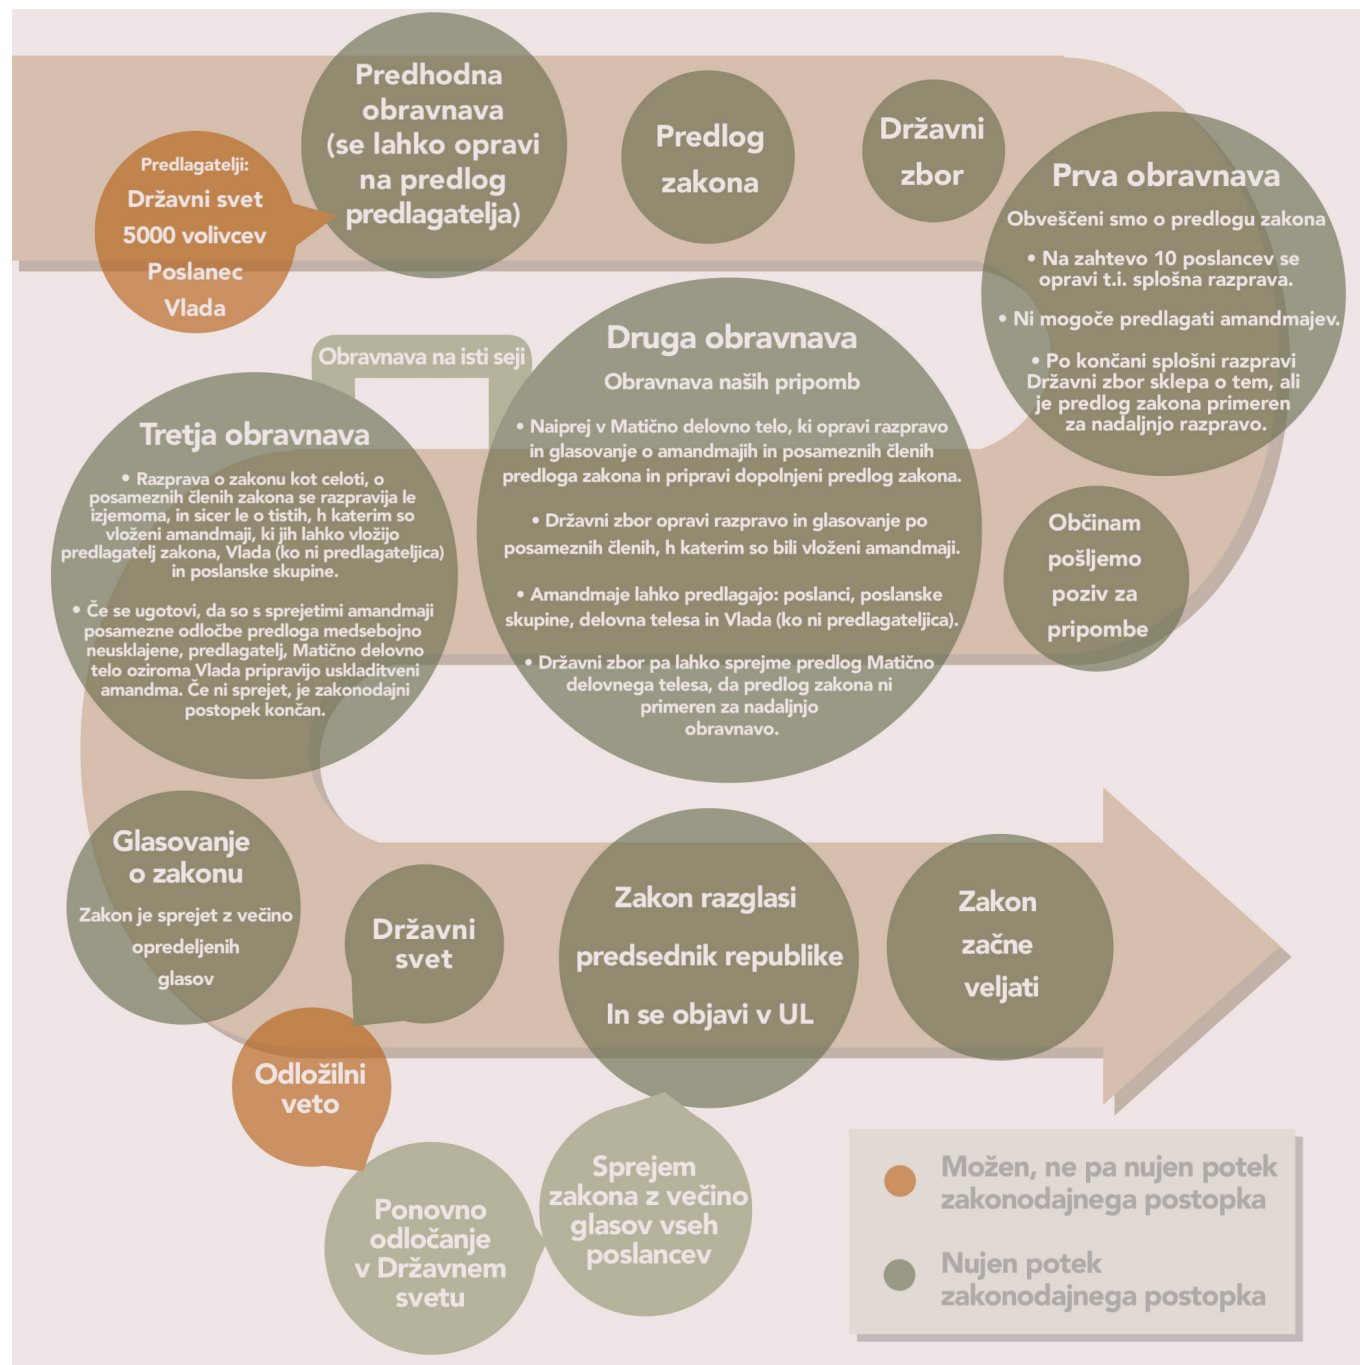 Predhodna
obravnava
(se lahko opravi
na predlog
predlagatelja)
Predlagatelji:
Državni svet
5000 volivcev
Poslanec
Vlada
Predlog
zakona
Državni
zbor
Prva obravnava
Obveščeni smo o predlogu zakona
• Na zahtevo 10 poslancev se
opravi t.i. splošna razprava.
• Ni mogoče predlagati amandmajev.
• Po končani splošni razpravi
Državni zbor sklepa o tem, ali
je predlog zakona primeren
za nadaljnjo razpravo.
Občinam
pošljemo
poziv za
pripombe
Druga obravnava
Obravnava naših pripomb
• Naiprej v Matično delovno telo, ki opravi razpravo
in glasovanje o amandmajih in posameznih členih
predloga zakona in pripravi dopolnjeni predlog zakona.
• Državni zbor opravi razpravo in glasovanje po
posameznih členih, h katerim so bili vloženi amandmaji.
• Amandmaje lahko predlagajo: poslanci, poslanske
skupine, delovna telesa in Vlada (ko ni predlagateljica).
• Državni zbor pa lahko sprejme predlog Matično
delovnega telesa, da predlog zakona ni
primeren za nadaljnjo
obravnavo.
Obravnava na isti seji
Tretja obravnava
• Razprava o zakonu kot celoti, o
posameznih členih zakona se razpravija le
izjemoma, in sicer le o tistih, h katerim so
vloženi amandmaji, ki jih lahko vložijo
predlagatelj zakona, Vlada (ko ni predlagateljica)
in poslanske skupine.
• Če se ugotovi, da so s sprejetimi amandmaji
posamezne odločbe predloga medsebojno
neusklajene, predlagatelj, Matično delovno
telo oziroma Vlada pripravijo uskladitveni
amandma. Če ni sprejet, je zakonodajni
postopek končan.
Glasovanje
o zakonu
Zakon je sprejet z večino
opredeljenih
glasov
Državni
svet
Odložilni
veto
Ponovno
odločanje
v Državnem
svetu
Sprejem
zakona z večino
glasov vseh
poslancev
Zakon razglasi
predsednik republike
In se objavi v UL
Zakon
začne
veljati
Možen, ne pa nujen potek
zakonodajnega postopka
Nujen potek
zakonodajnega postopka